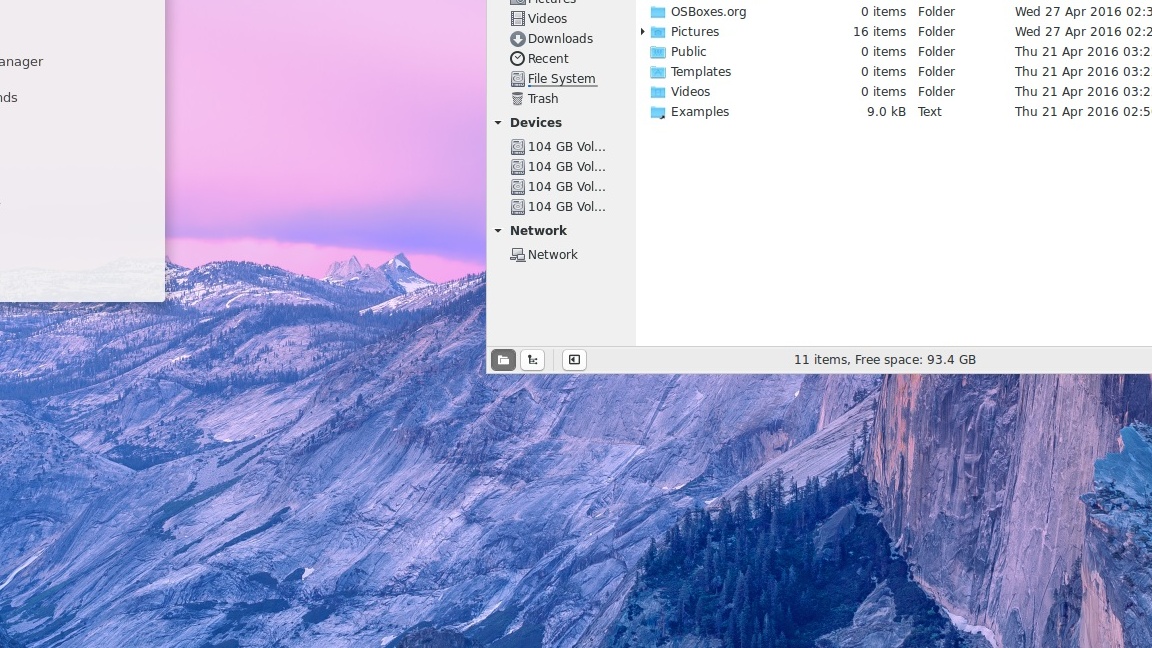 anager
nds
Videos
Downloads
Recent
File System
Trash
Devices
104 GB Vol...
104 GB Vol...
104 GB Vol...
104 GB Vol...
Network
Network
OSBoxes.org 0 items Folder Wed 27 Apr 2016 02:3
Pictures 16 items Folder Wed 27 Apr 2016 02:2
Public 0 items Folder Thu 21 Apr 2016 03:2
Templates 0 items Folder Thu 21 Apr 2016 03:2
Videos 0 items Folder Thu 21 Apr 2016 03:2
Examples 9.0 kB Text Thu 21 Apr 2016 02:5
11 items, Free space: 93.4 GB